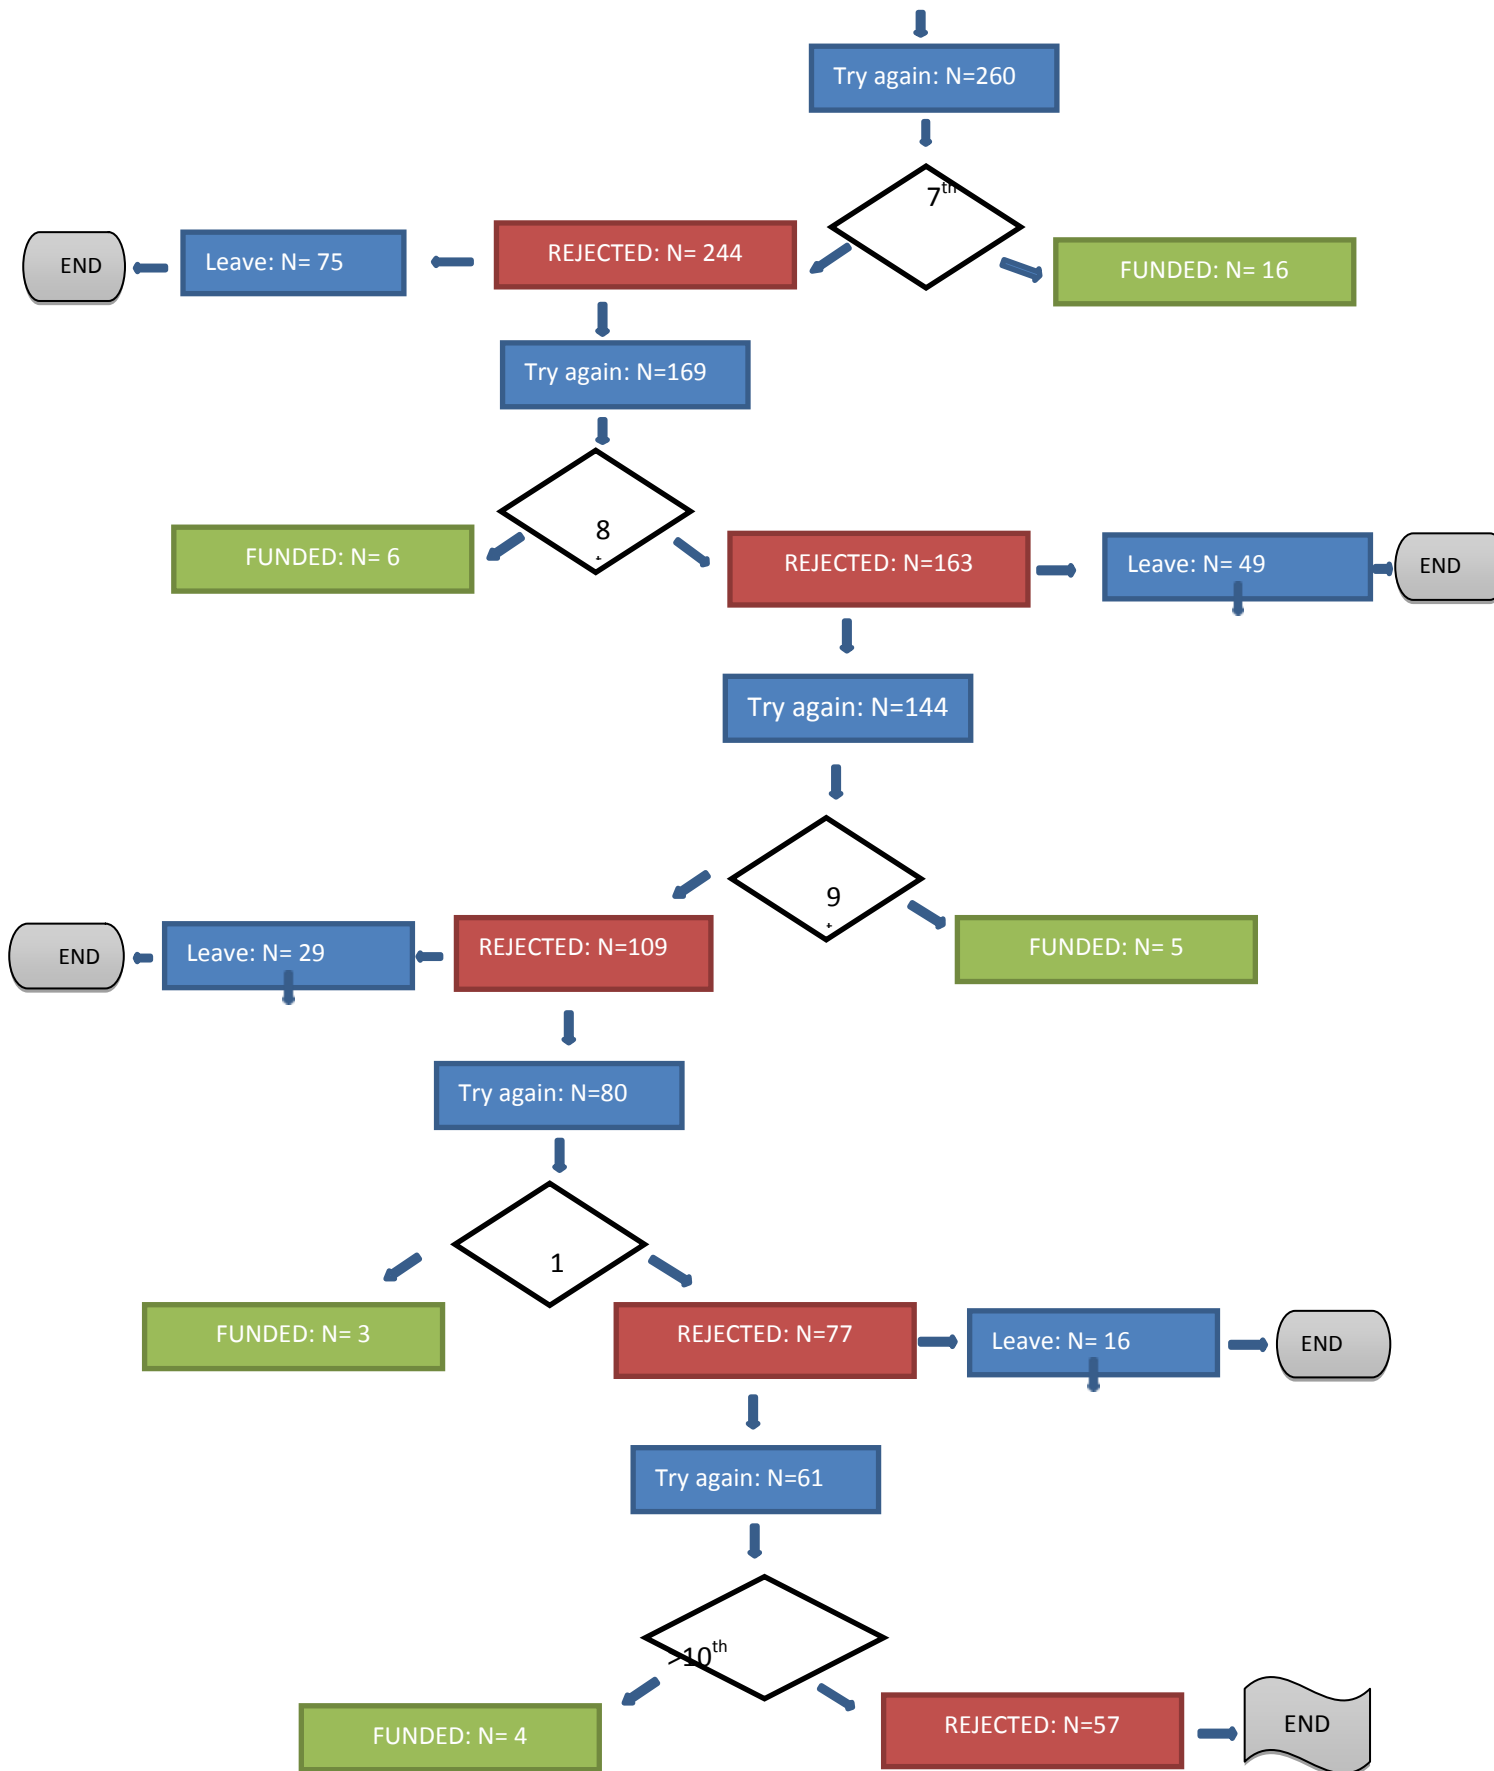 Try again: N=260
7th
END
Leave: N= 75
REJECTED: N= 244
FUNDED: N= 16
Try again: N=169
8
FUNDED: N= 6
REJECTED: N=163
Leave: N= 49
END
Try again: N=144
9
END
Leave: N= 29
REJECTED: N=109
FUNDED: N= 5
Try again: N=80
1
FUNDED: N= 3
REJECTED: N=77
Leave: N= 16
END
Try again: N=61
>10th
FUNDED: N= 4
REJECTED: N=57
END